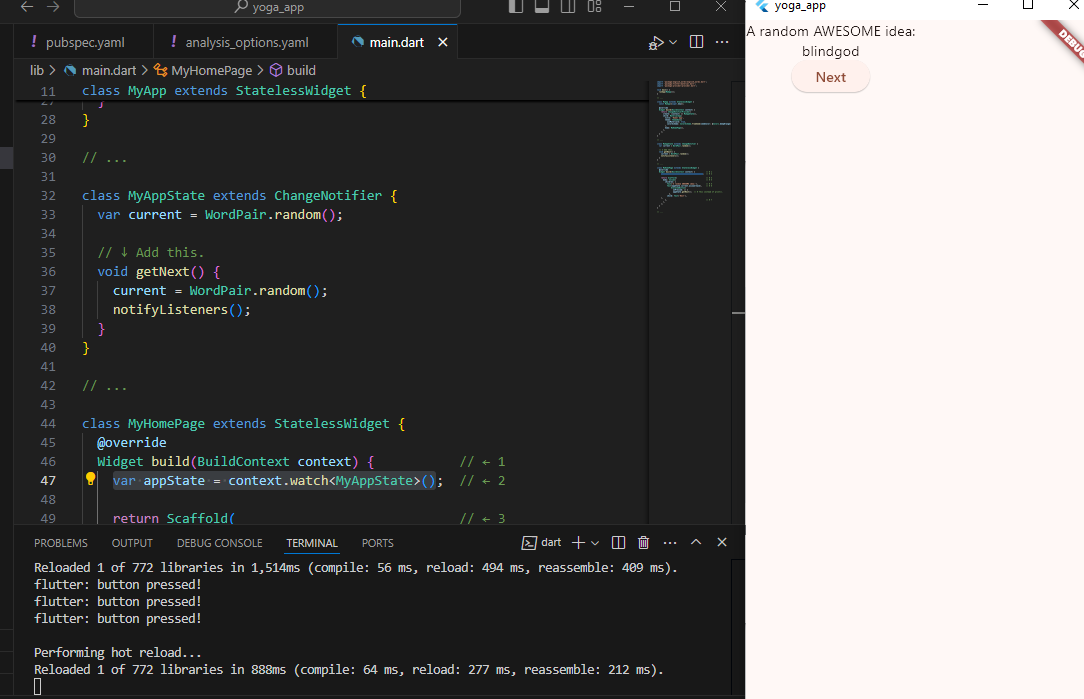 yoga_app
pubspec.yaml
analysis_options.yaml
main.dart
lib > main.dart > MyHomePage > build
11 class MyApp extends StatelessWidget {
27 }
28 }
29
30 // ...
31
32 class MyAppState extends ChangeNotifier {
33 var current = WordPair.random();
34
35 // ↓ Add this.
36 void getNext() {
37 current = WordPair.random();
38 notifyListeners();
39 }
40 }
41
42 // ...
43
44 class MyHomePage extends StatelessWidget {
45 @override
46 Widget build(BuildContext context) { // ← 1
47 var appState = context.watch<MyAppState>(); // ← 2
48
49 return Scaffold( // ← 3
PROBLEMS OUTPUT DEBUG CONSOLE TERMINAL PORTS dart
Reloaded 1 of 772 libraries in 1,514ms (compile: 56 ms, reload: 494 ms, reassemble: 409 ms).
flutter: button pressed!
flutter: button pressed!
flutter: button pressed!
Performing hot reload...
Reloaded 1 of 772 libraries in 888ms (compile: 64 ms, reload: 277 ms, reassemble: 212 ms).
yoga_app
A random AWESOME idea:
blindgod
Next
DEBUG